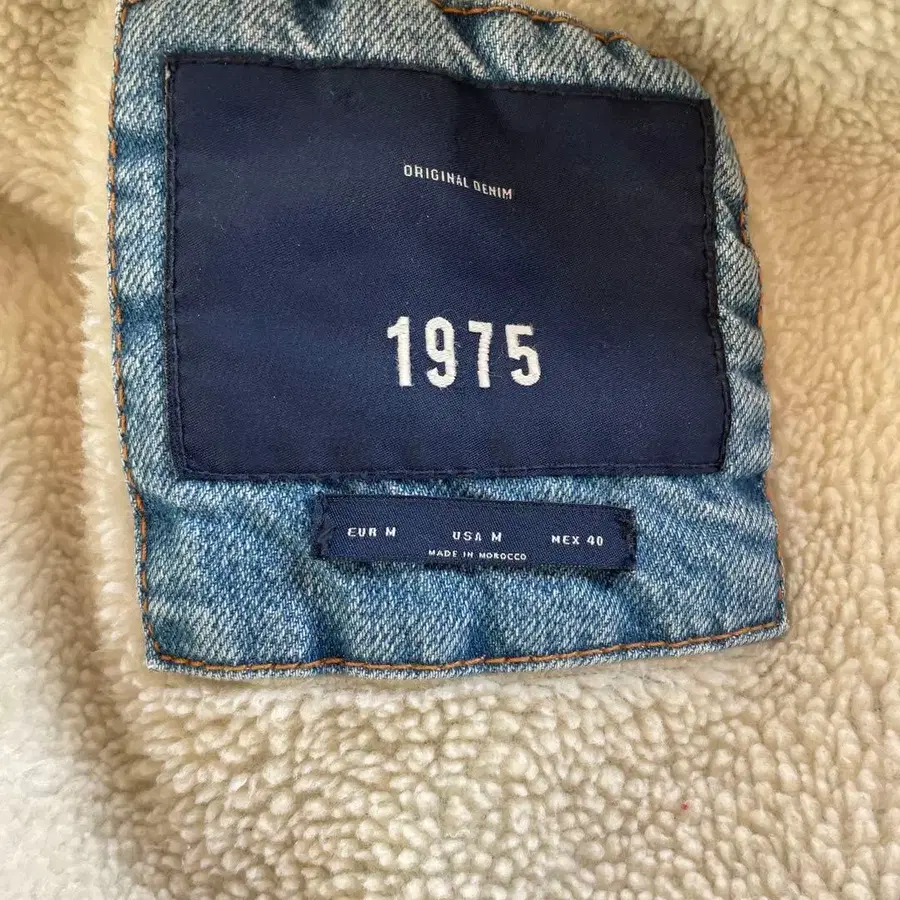 ORIGINAL DENIM
1975
EUR M USA M MEX 40
MADE IN MOROCCO